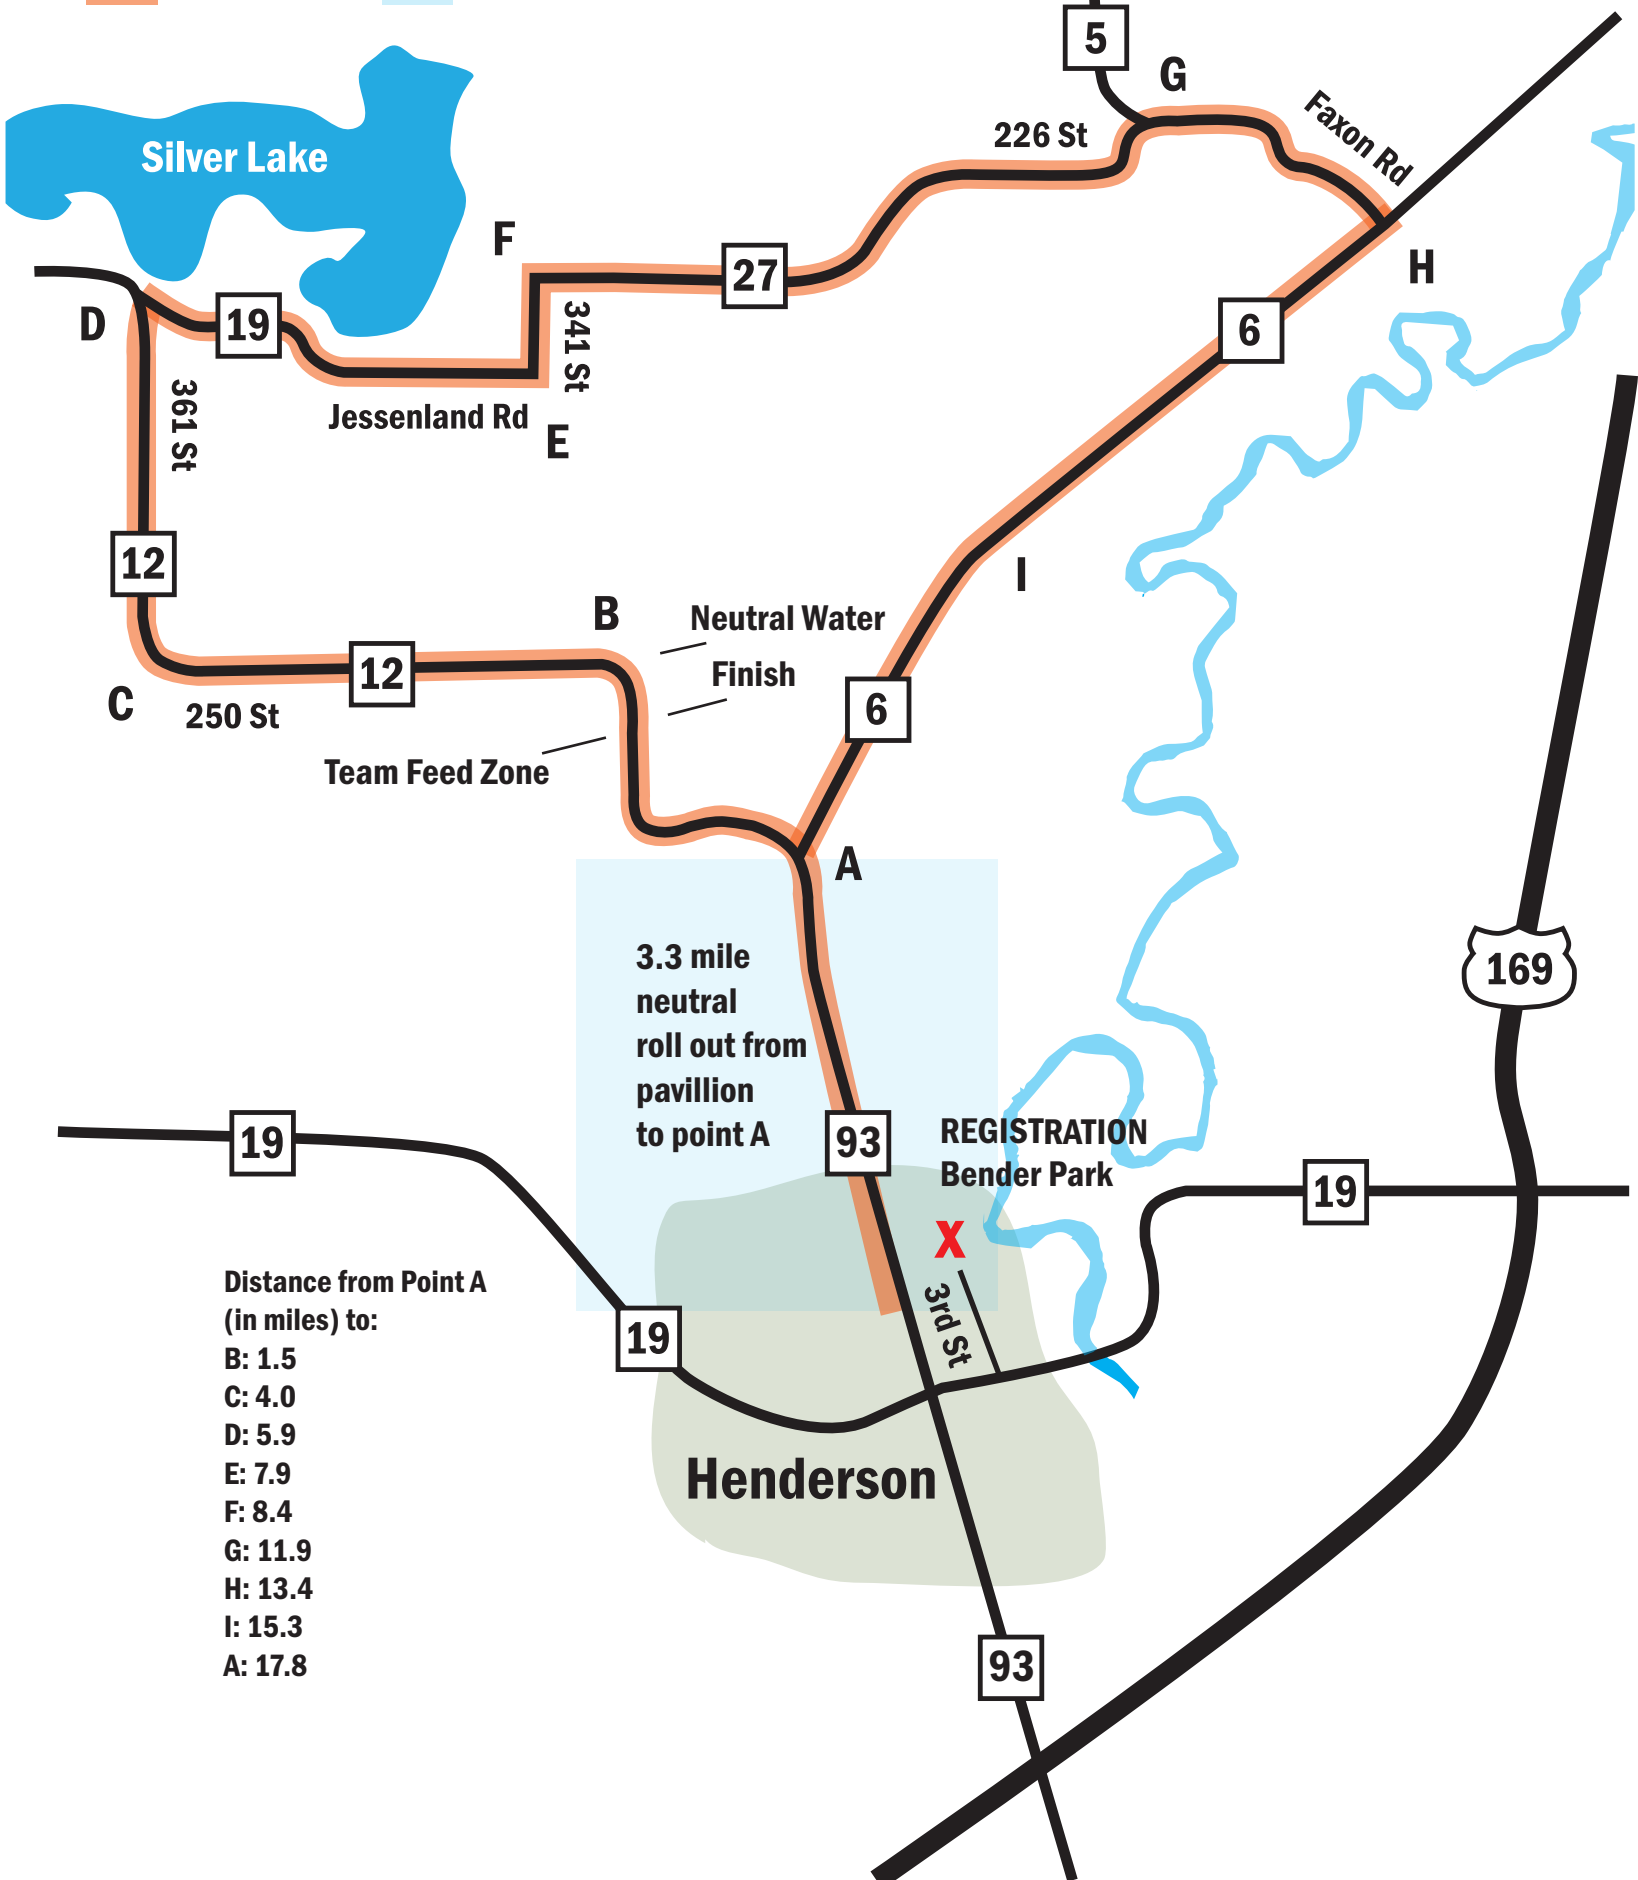 5
G
Faxon Rd
226 St
Silver Lake
F
27
H
D
19
341 St
6
361 St
Jessenland Rd
E
12
I
B
Neutral Water
12
Finish
6
C
250 St
Team Feed Zone
A
3.3 mile
neutral
roll out from
pavillion
to point A
169
93
REGISTRATION
Bender Park
19
19
X
3rd St
19
Distance from Point A
(in miles) to:
B: 1.5
C: 4.0
D: 5.9
E: 7.9
F: 8.4
G: 11.9
H: 13.4
I: 15.3
A: 17.8
Henderson
93